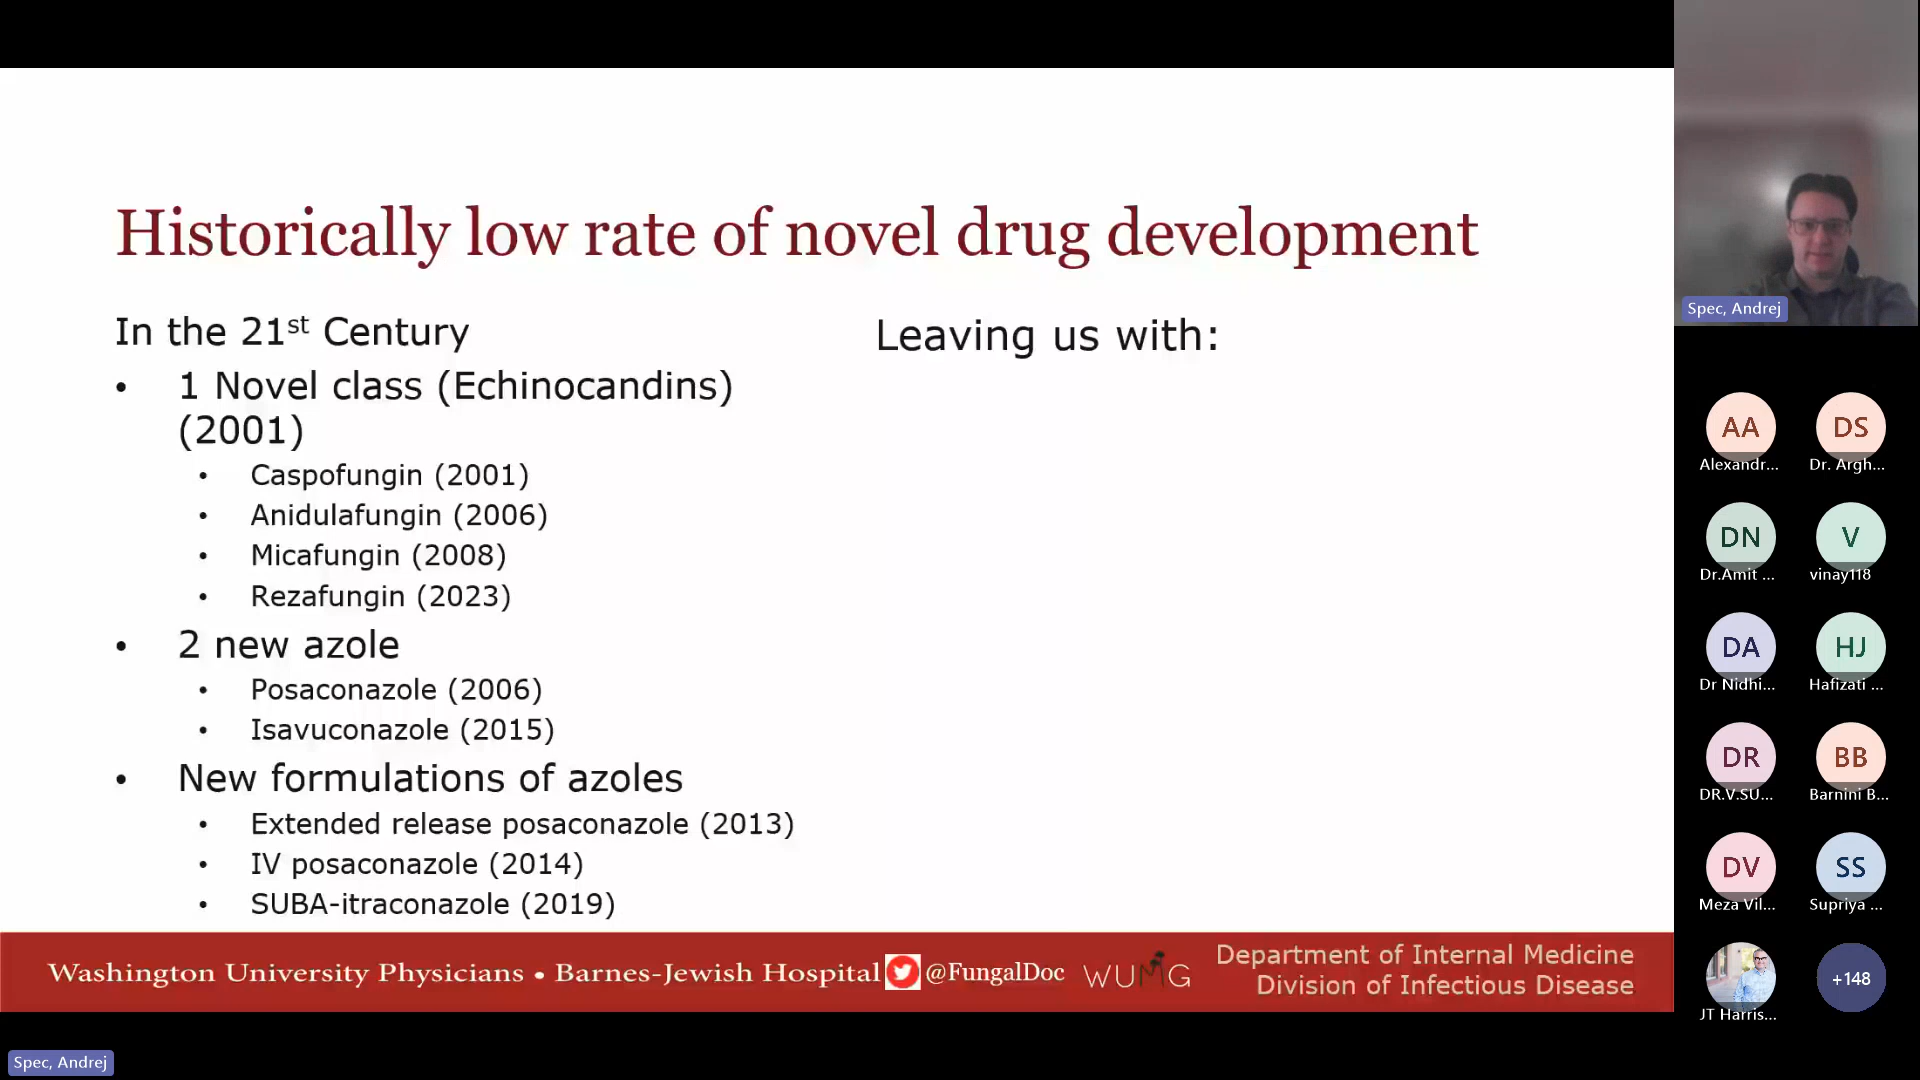 Historically low rate of novel drug development
In the 21st Century
• 1 Novel class (Echinocandins)
(2001)
• Caspofungin (2001)
• Anidulafungin (2006)
• Micafungin (2008)
• Rezafungin (2023)
• 2 new azole
• Posaconazole (2006)
• Isavuconazole (2015)
• New formulations of azoles
• Extended release posaconazole (2013)
• IV posaconazole (2014)
• SUBA-itraconazole (2019)
Leaving us with:
Washington University Physicians • Barnes-Jewish Hospital
@FungalDoc
WUMG
Department of Internal Medicine
Division of Infectious Disease
Spec, Andrej
Spec, Andrej
AA
Alexandr...
DS
Dr. Argh...
DN
Dr.Amit ...
V
vinay118
DA
Dr Nidhi...
HJ
Hafizati ...
DR
DR.V.SU...
BB
Barnini B...
DV
Meza Vil...
SS
Supriya ...
JT Harris...
+148